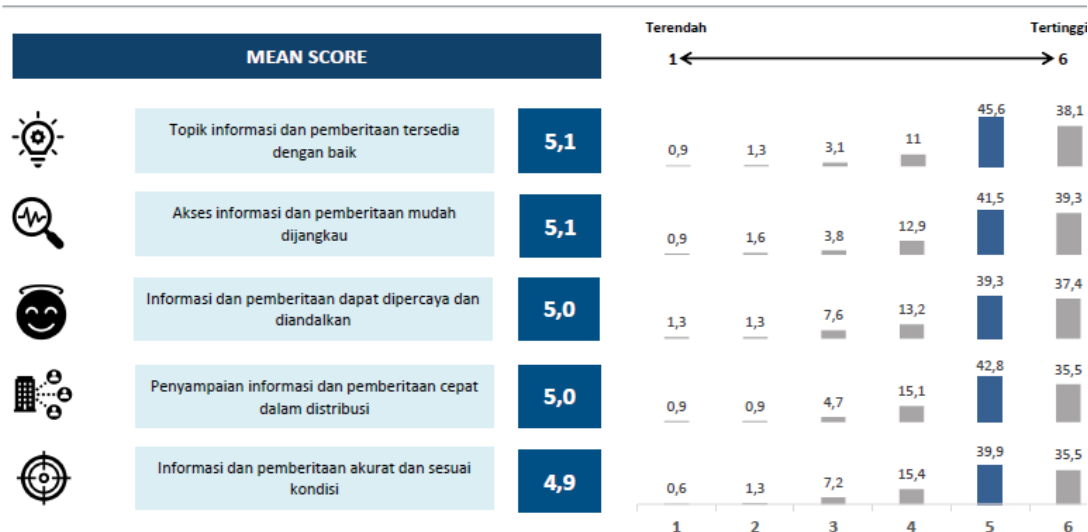 Terendah
Tertinggi
MEAN SCORE
1
6
Topik informasi dan pemberitaan tersedia
dengan baik
5,1
0,9
1,3
3,1
11
45,6
38,1
Akses informasi dan pemberitaan mudah
dijangkau
5,1
0,9
1,6
3,8
12,9
41,5
39,3
Informasi dan pemberitaan dapat dipercaya dan
diandalkan
5,0
1,3
1,3
7,6
13,2
39,3
37,4
Penyampaian informasi dan pemberitaan cepat
dalam distribusi
5,0
0,9
0,9
4,7
15,1
42,8
35,5
Informasi dan pemberitaan akurat dan sesuai
kondisi
4,9
0,6
1,3
7,2
15,4
39,9
35,5
1 2 3 4 5 6